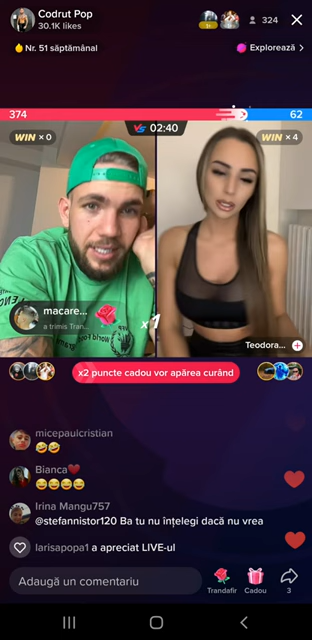 Codrut Pop
30.1K likes
324
Nr. 51 săptămânal
Explorează >
374
62
WIN × 0
VS 02:40
WIN × 4
macare...
a trimis Tran...
x1
Teodora...
x2 puncte cadou vor apărea curând
micepaulcristian
🤣🤣
Bianca❤️
😂😂😂😂
Irina Mangu757
@stefannistor120 Ba tu nu înțelegi dacă nu vrea
larisapopa1 a apreciat LIVE-ul
Adaugă un comentariu
Trandafir
Cadou
3